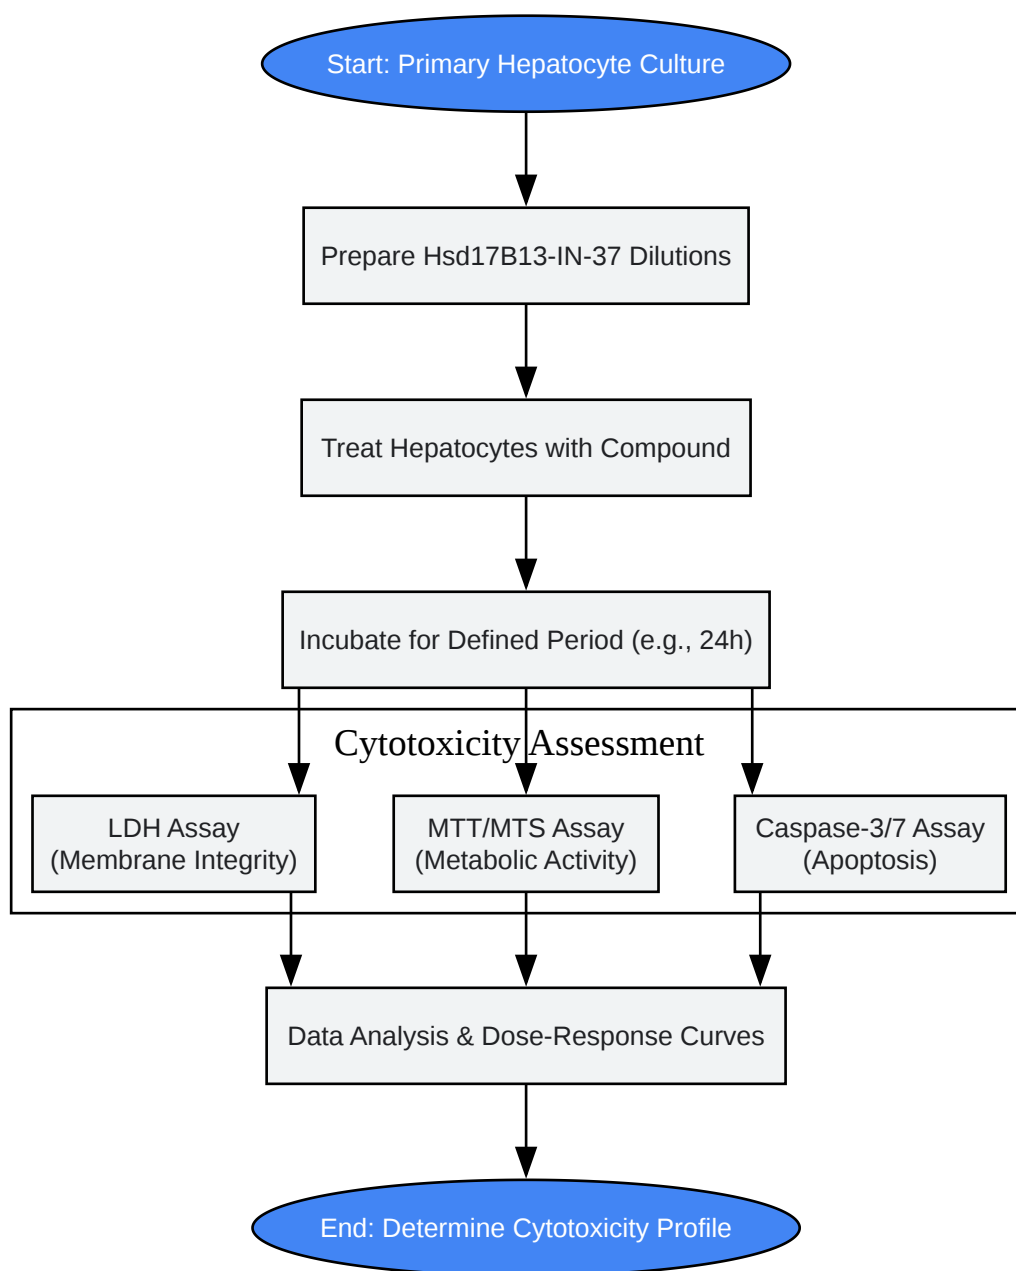 Start: Primary Hepatocyte Culture
Prepare Hsd17B13-IN-37 Dilutions
Treat Hepatocytes with Compound
Incubate for Defined Period (e.g., 24h)
Cytotoxicity Assessment
LDH Assay
(Membrane Integrity)
MTT/MTS Assay
(Metabolic Activity)
Caspase-3/7 Assay
(Apoptosis)
Data Analysis & Dose-Response Curves
End: Determine Cytotoxicity Profile